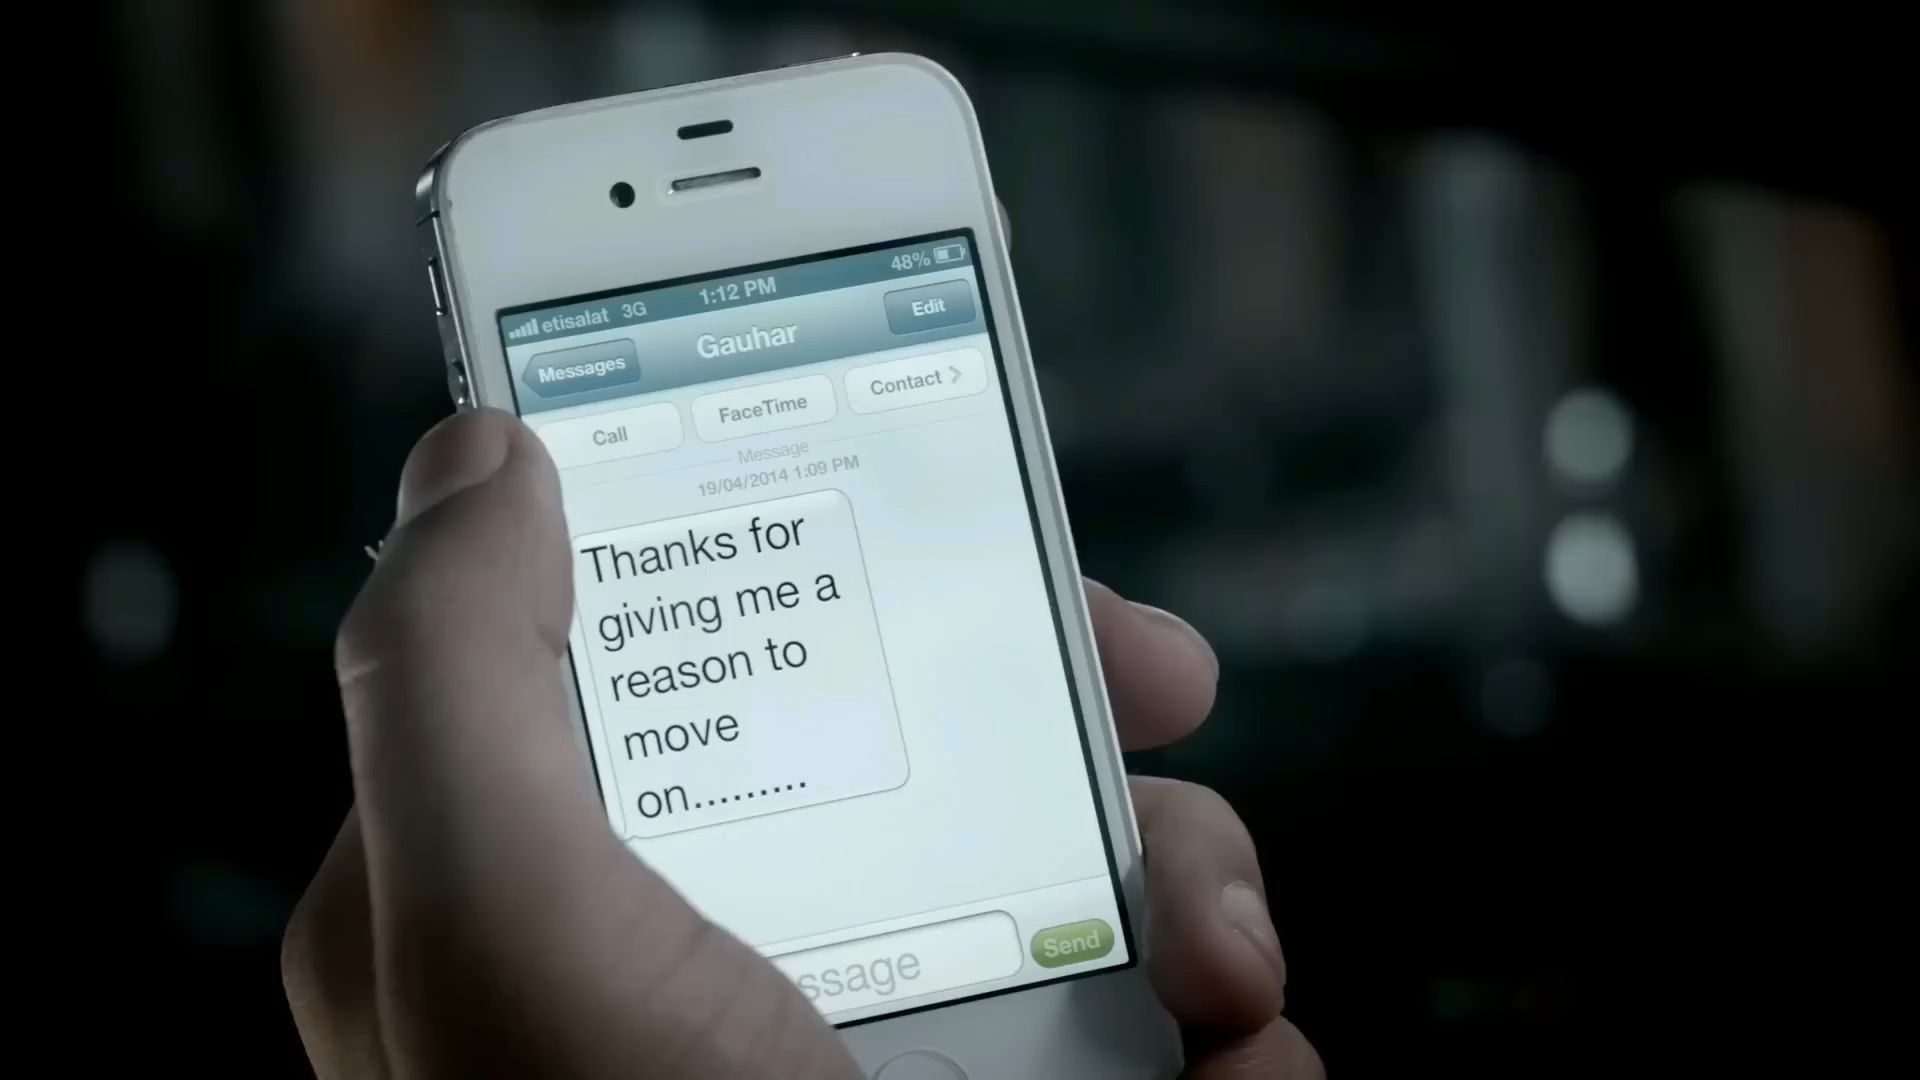 etisalat 3G 1:12 PM 48%
Messages Gauhar Edit
Call FaceTime Contact
Message
19/04/2014 1:09 PM
Thanks for
giving me a
reason to
move
on.........
ssage Send